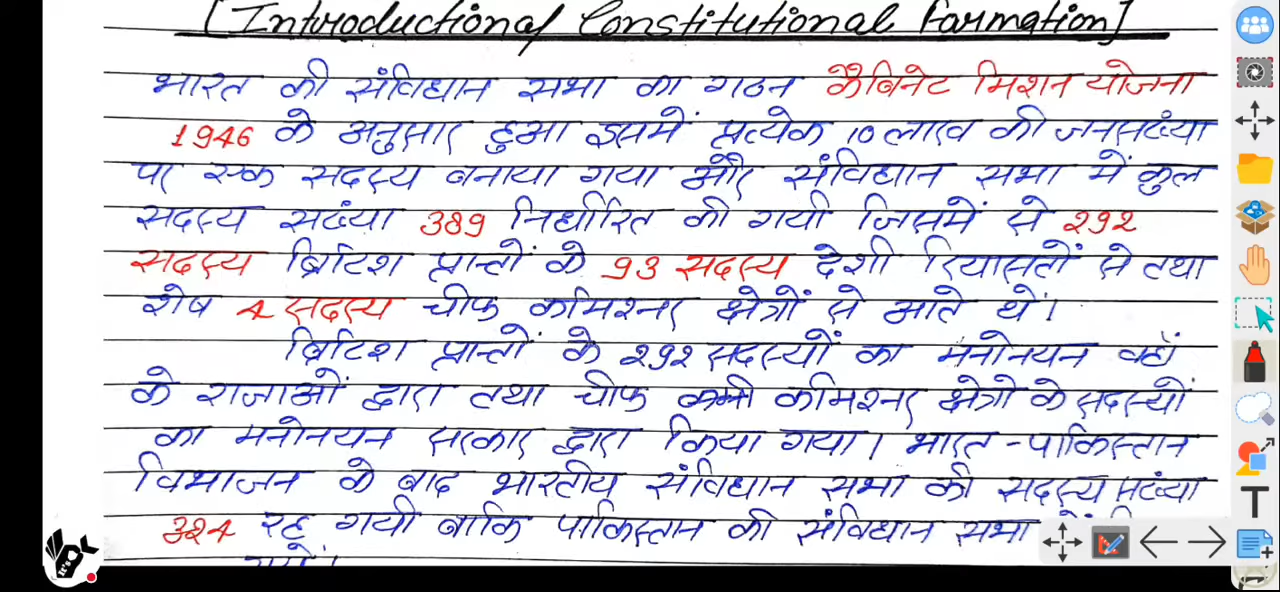 [Introductional Constitutional Formation]
भारत की संविधान सभा का गठन कैबिनेट मिशन योजना
1946 के अनुसार हुआ इसमें प्रत्येक 10 लाख की जनसंख्या
पर एक सदस्य बनाया गया और संविधान सभा में कुल
सदस्य संख्या 389 निर्धारित की गयी जिसमें से 292
सदस्य ब्रिटिश प्रान्तों के 93 सदस्य देशी रियासतों से तथा
शेष 4 सदस्य चीफ कमिश्नर क्षेत्रों से आते थे।
ब्रिटिश प्रान्तों के 292 सदस्यों का मनोनयन वहाँ
के राजाओं द्वारा तथा चीफ कमिश्नर क्षेत्रो के सदस्यों
का मनोनयन सरकार द्वारा किया गया। भारत-पाकिस्तान
विभाजन के बाद भारतीय संविधान सभा की सदस्य संख्या
324 रह गयी बाकि पाकिस्तान की संविधान सभा
T